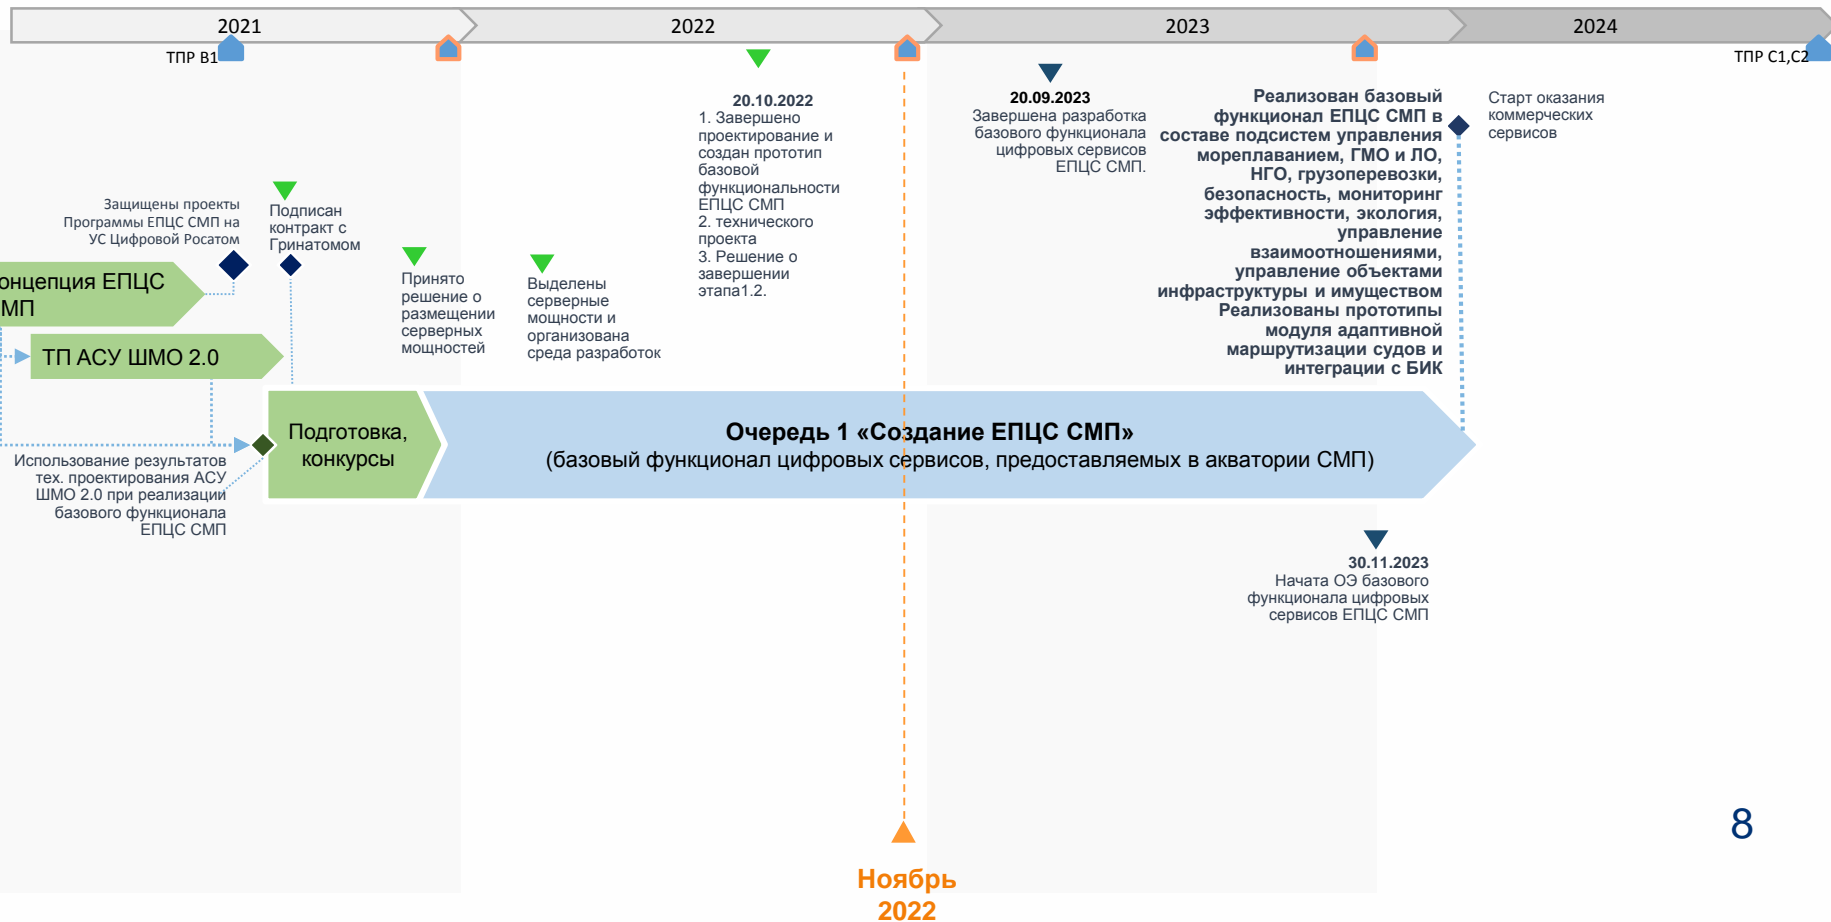 2021
2022
2023
2024
ТПР В1
ТПР С1,С2
20.10.2022
1. Завершено
проектирование и
создан прототип
базовой
функциональности
ЕПЦС СМП
2. технического
проекта
3. Решение о
завершении
этапа1.2.
20.09.2023
Завершена разработка
базового функционала
цифровых сервисов
ЕПЦС СМП.
Реализован базовый
функционал ЕПЦС СМП в
составе подсистем управления
мореплаванием, ГМО и ЛО,
НГО, грузоперевозки,
безопасность, мониторинг
эффективности, экология,
управление
взаимоотношениями,
управление объектами
инфраструктуры и имуществом
Реализованы прототипы
модуля адаптивной
маршрутизации судов и
интеграции с БИК
Старт оказания
коммерческих
сервисов
Защищены проекты
Программы ЕПЦС СМП на
УС Цифровой Росатом
Подписан
контракт с
Гринатомом
Принято
решение о
размещении
серверных
мощностей
Выделены
серверные
мощности и
организована
среда разработок
онцепция ЕПЦС
МП
ТП АСУ ШМО 2.0
Подготовка,
конкурсы
Очередь 1 «Создание ЕПЦС СМП»
(базовый функционал цифровых сервисов, предоставляемых в акватории СМП)
Использование результатов
тех. проектирования АСУ
ШМО 2.0 при реализации
базового функционала
ЕПЦС СМП
30.11.2023
Начата ОЭ базового
функционала цифровых
сервисов ЕПЦС СМП
8
Ноябрь
2022